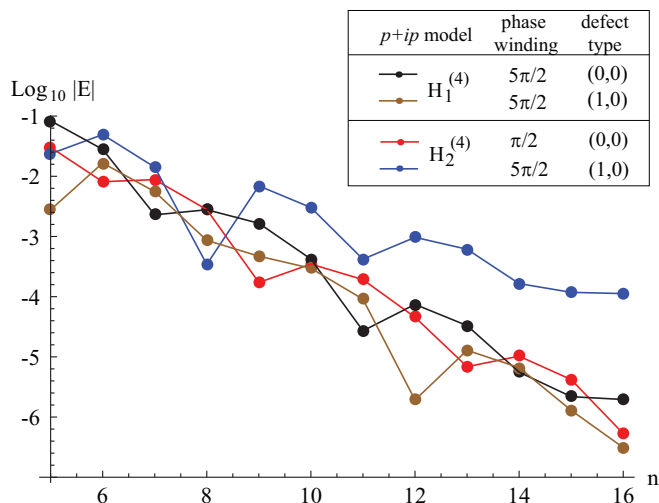 p+ip model phase winding defect type
H₁⁽⁴⁾ 5π/2 (0,0)
5π/2 (1,0)
H₂⁽⁴⁾ π/2 (0,0)
5π/2 (1,0)
Log₁₀ |E|
-1
-2
-3
-4
-5
-6
6 8 10 12 14 16
n